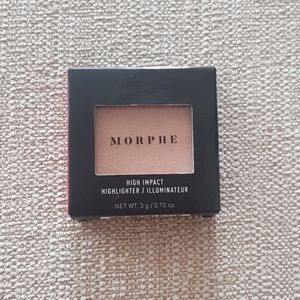 MORPHE
HIGH IMPACT
HIGHLIGHTER / ILLUMINATEUR
NET WT. 3 g / 0.10 oz.